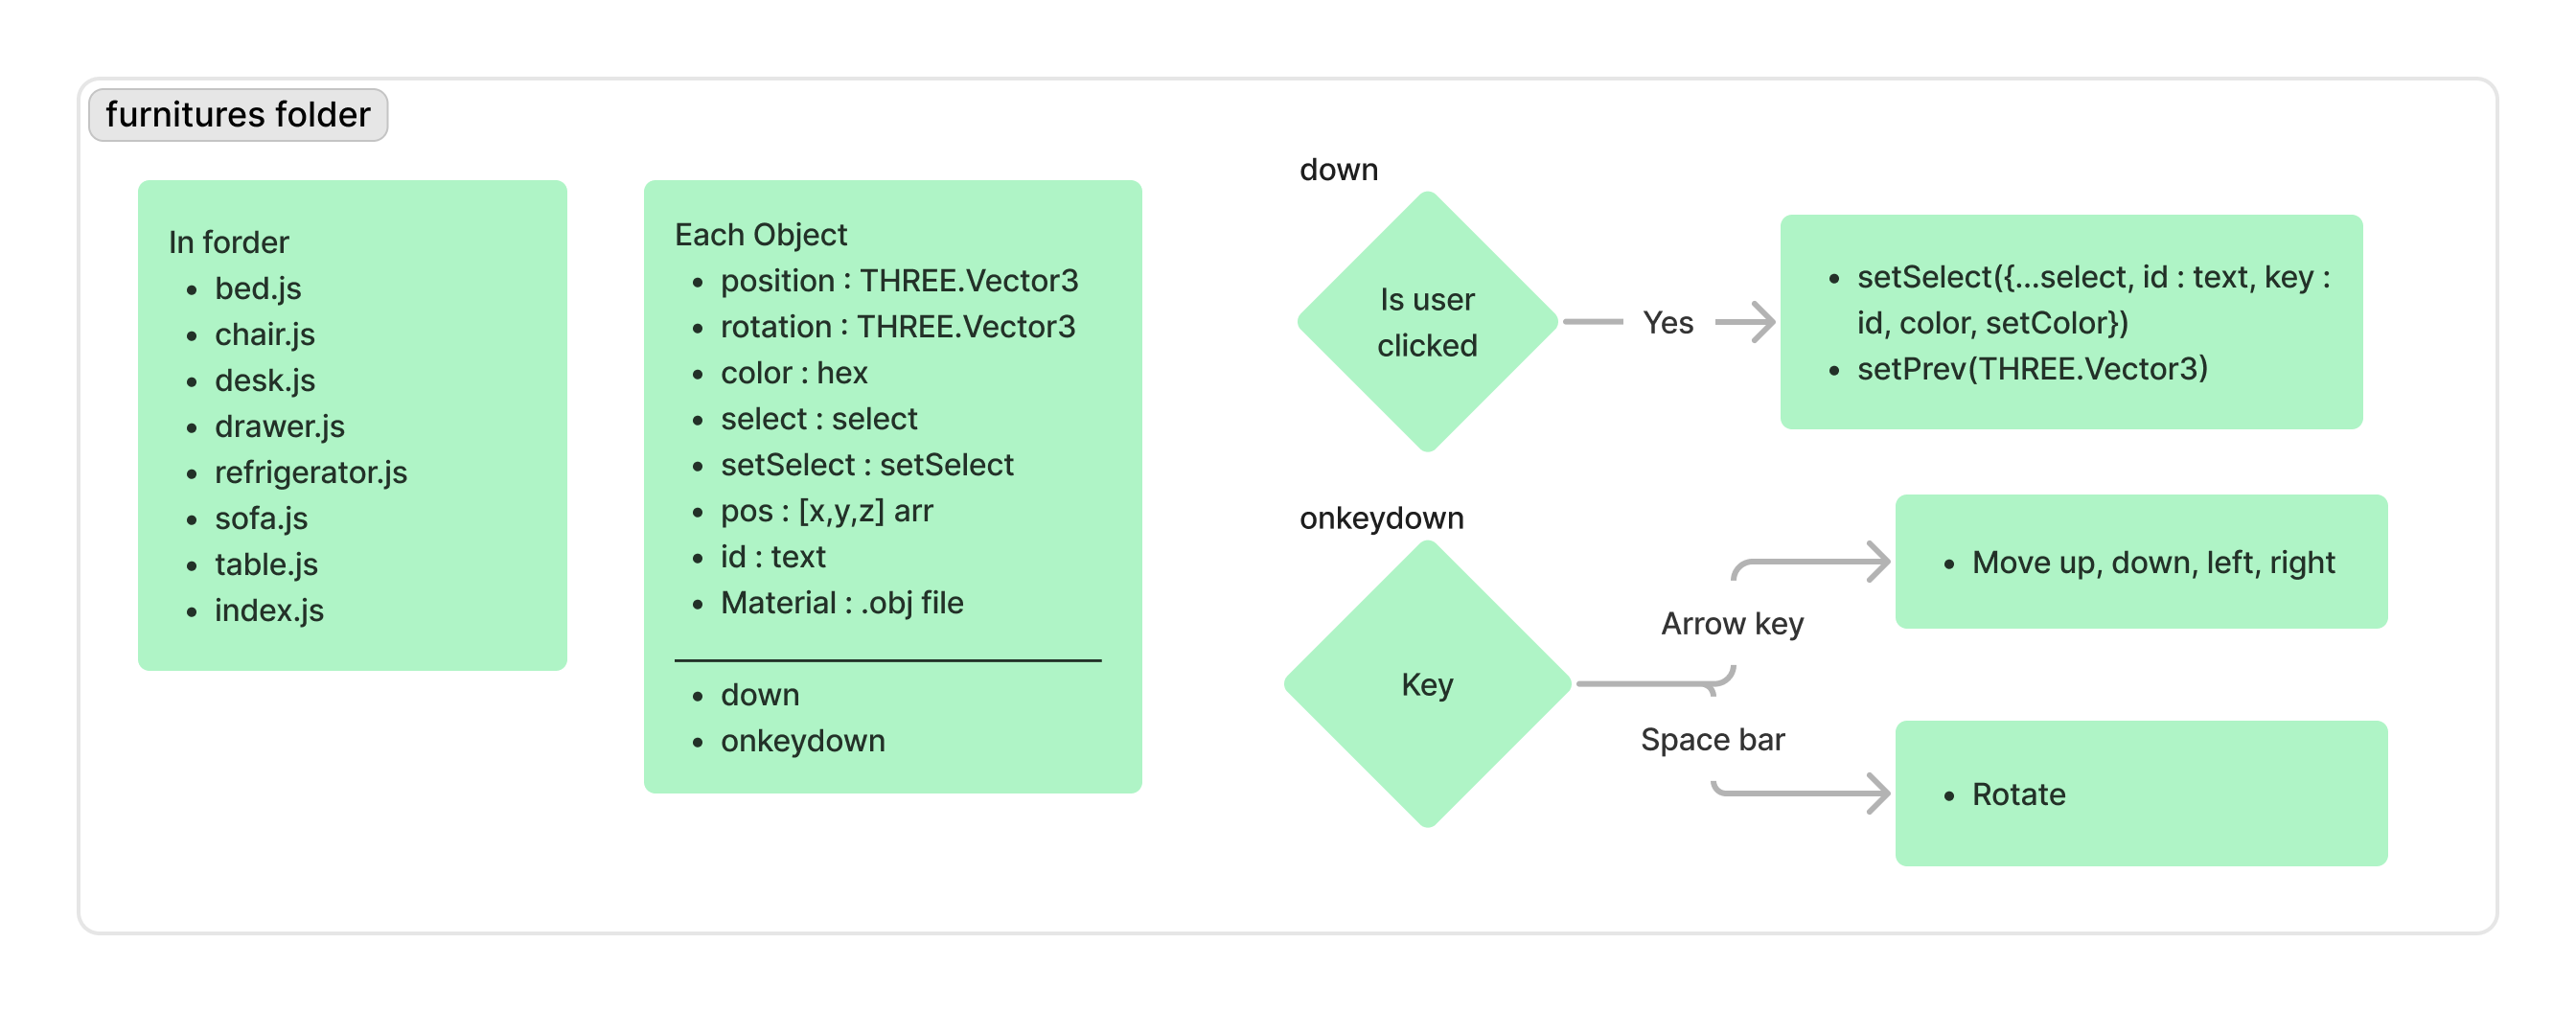 furnitures folder
In forder
• bed.js
• chair.js
• desk.js
• drawer.js
• refrigerator.js
• sofa.js
• table.js
• index.js
Each Object
• position : THREE.Vector3
• rotation : THREE.Vector3
• color : hex
• select : select
• setSelect : setSelect
• pos : [x,y,z] arr
• id : text
• Material : .obj file
• down
• onkeydown
down
Is user
clicked
Yes
• setSelect({...select, id : text, key :
id, color, setColor})
• setPrev(THREE.Vector3)
onkeydown
Key
Arrow key
• Move up, down, left, right
Space bar
• Rotate